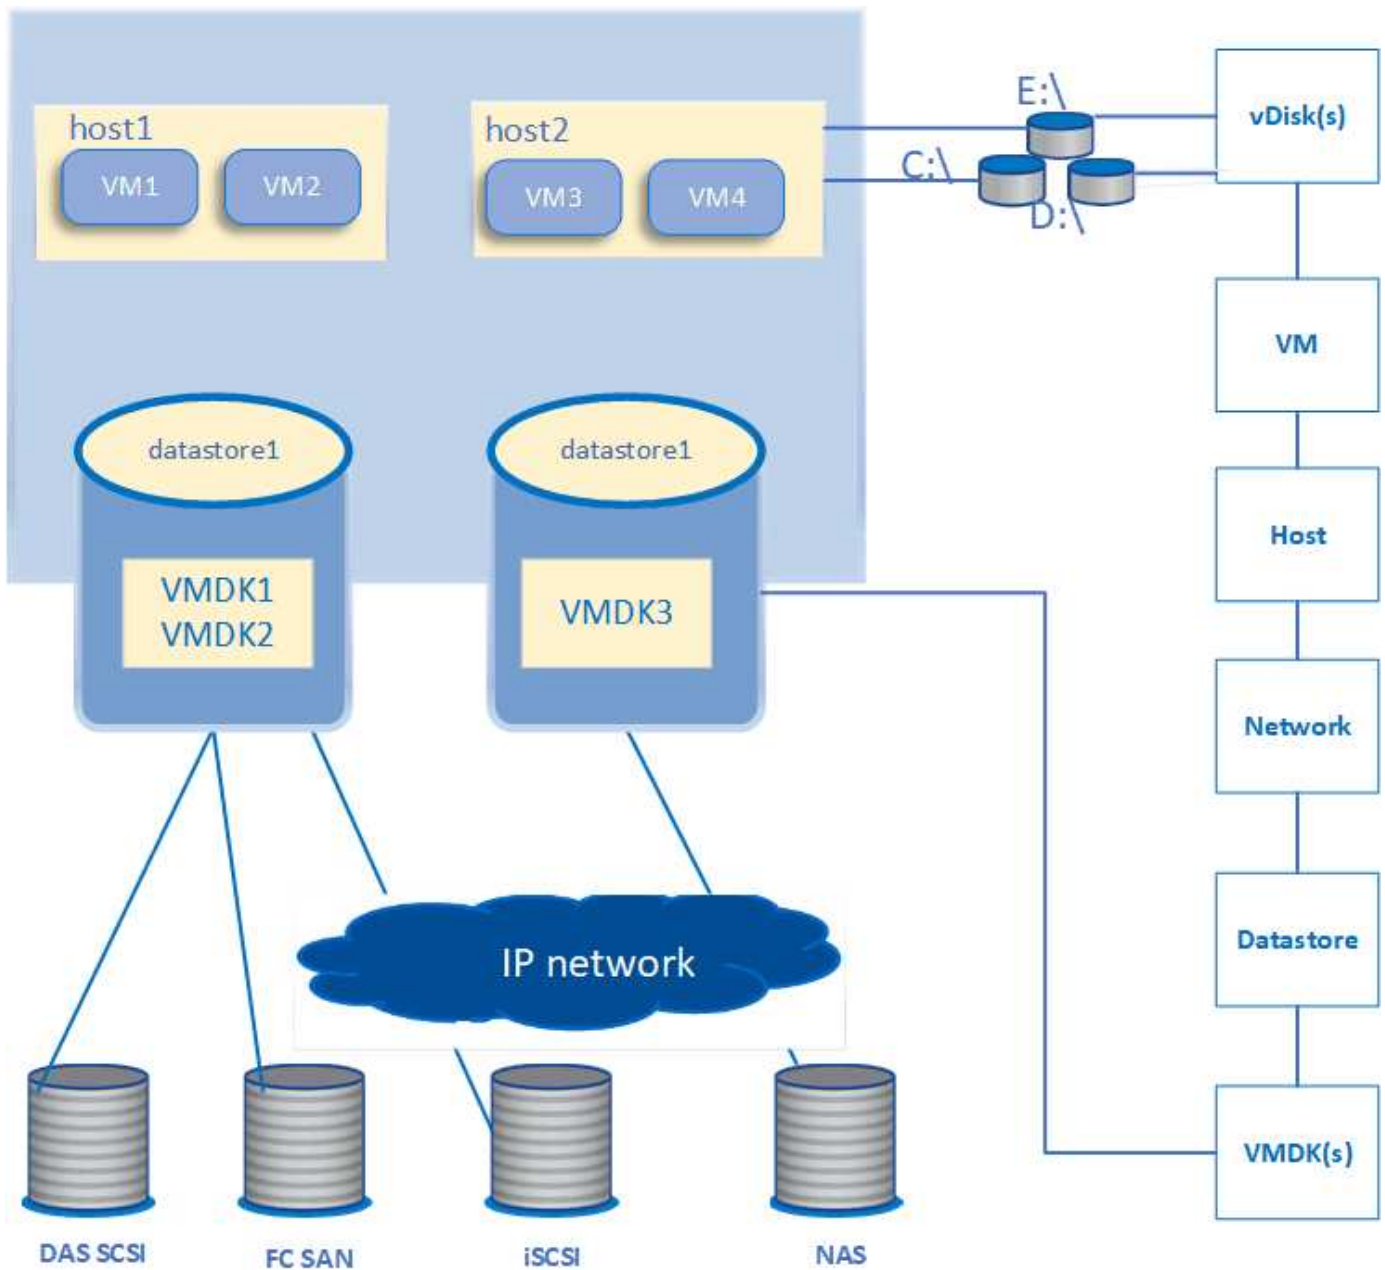 E:\
vDisk(s)
host1
host2
VM1
VM2
VM3
VM4
C:\
D:\
VM
datastore1
datastore1
Host
VMDK1
VMDK2
VMDK3
Network
IP network
Datastore
VMDK(s)
DAS SCSI
FC SAN
iSCSI
NAS